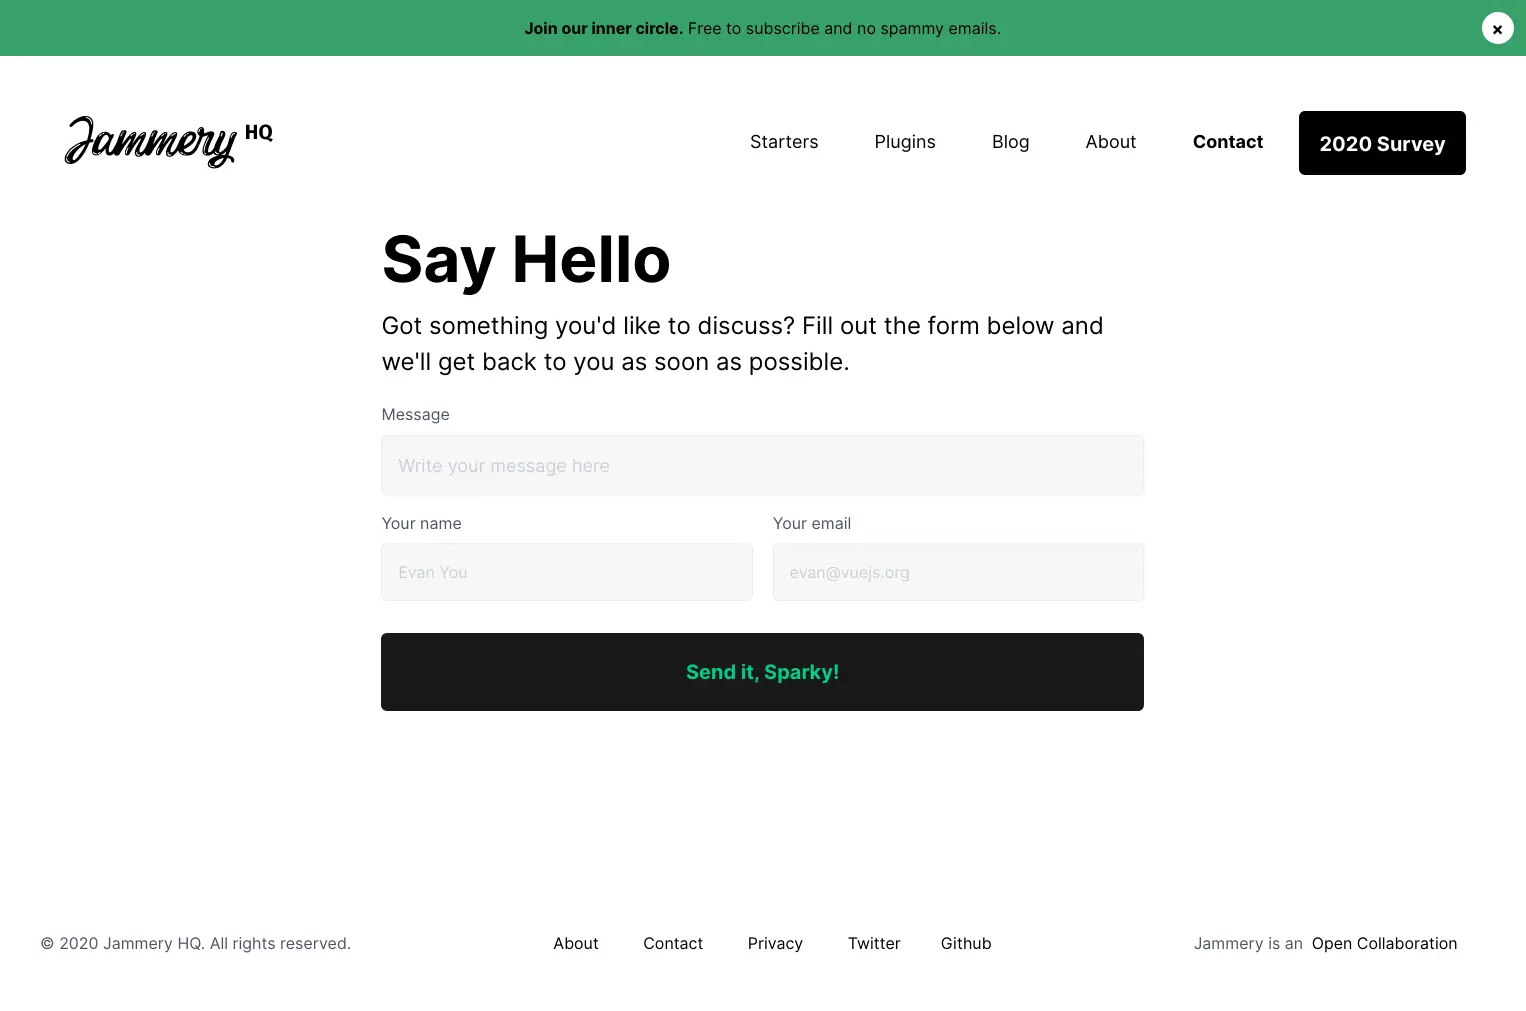 Join our inner circle. Free to subscribe and no spammy emails.
×
Jammery HQ
Starters
Plugins
Blog
About
Contact
2020 Survey
Say Hello
Got something you'd like to discuss? Fill out the form below and
we'll get back to you as soon as possible.
Message
Write your message here
Your name
Your email
Evan You
evan@vuejs.org
Send it, Sparky!
© 2020 Jammery HQ. All rights reserved.
About
Contact
Privacy
Twitter
Github
Jammery is an Open Collaboration